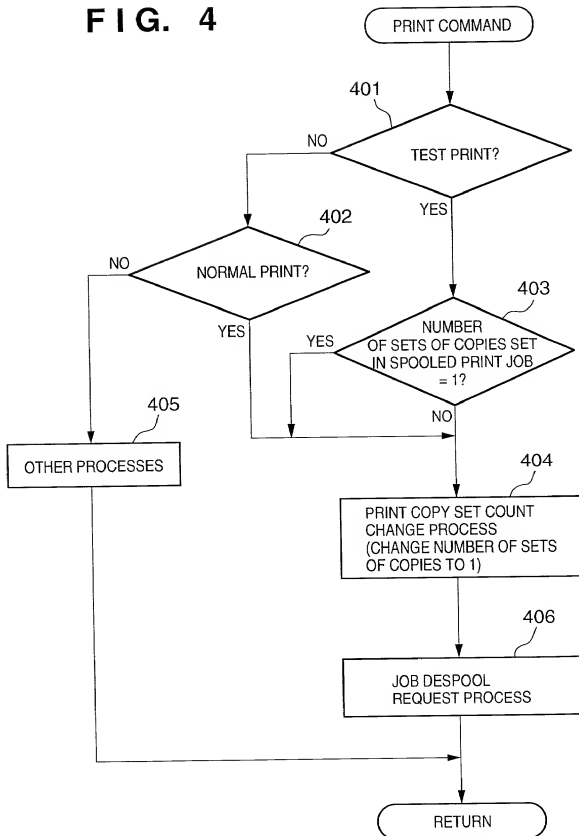 FIG. 4
PRINT COMMAND
401
TEST PRINT?
NO
YES
402
NORMAL PRINT?
NO
YES
403
NUMBER
OF SETS OF COPIES SET
IN SPOOLED PRINT JOB
= 1?
YES
NO
405
OTHER PROCESSES
404
PRINT COPY SET COUNT
CHANGE PROCESS
(CHANGE NUMBER OF SETS
OF COPIES TO 1)
406
JOB DESPOOL
REQUEST PROCESS
RETURN